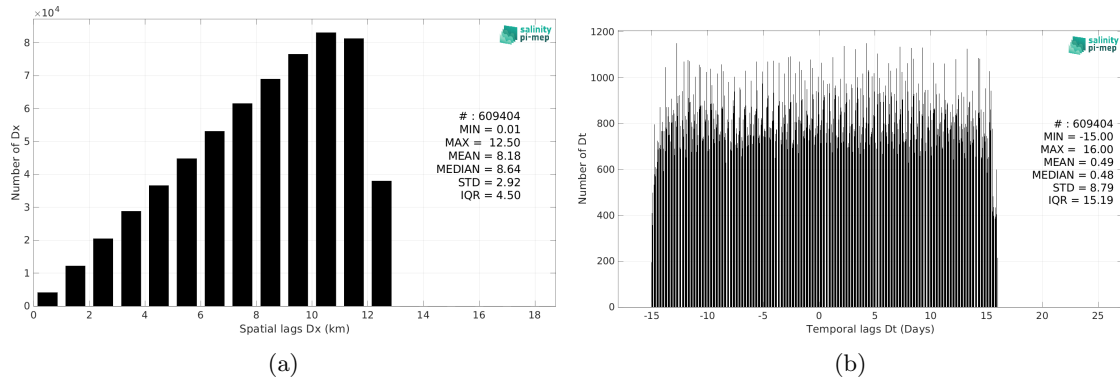 ×10⁴
9
8
7
6
5
4
3
2
1
0
Number of Dx
0 2 4 6 8 10 12 14 16 18
Spatial lags Dx (km)
salinity
pi-mep
# : 609404
MIN = 0.01
MAX = 12.50
MEAN = 8.18
MEDIAN = 8.64
STD = 2.92
IQR = 4.50
(a)
1200
1000
800
600
400
200
0
Number of Dt
-15 -10 -5 0 5 10 15 20 25
Temporal lags Dt (Days)
salinity
pi-mep
# : 609404
MIN = -15.00
MAX = 16.00
MEAN = 0.49
MEDIAN = 0.48
STD = 8.79
IQR = 15.19
(b)